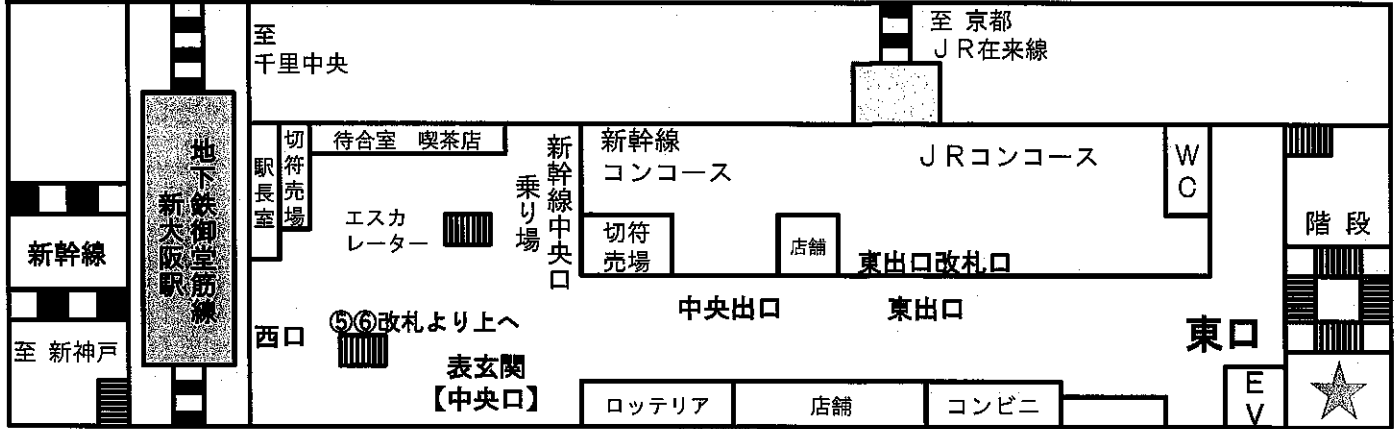 至
千里中央
至 京都
JR在来線
地下鉄御堂筋線
新大阪駅
駅長室
切符売場
待合室 喫茶店
新幹線中央口
乗り場
新幹線
コンコース
JRコンコース
WC
階段
新幹線
エスカ
レーター
切符
売場
店舗
東出口改札口
中央出口
東出口
東口
至 新神戸
西口
⑤⑥改札より上へ
表玄関
【中央口】
ロッテリア
店舗
コンビニ
EV